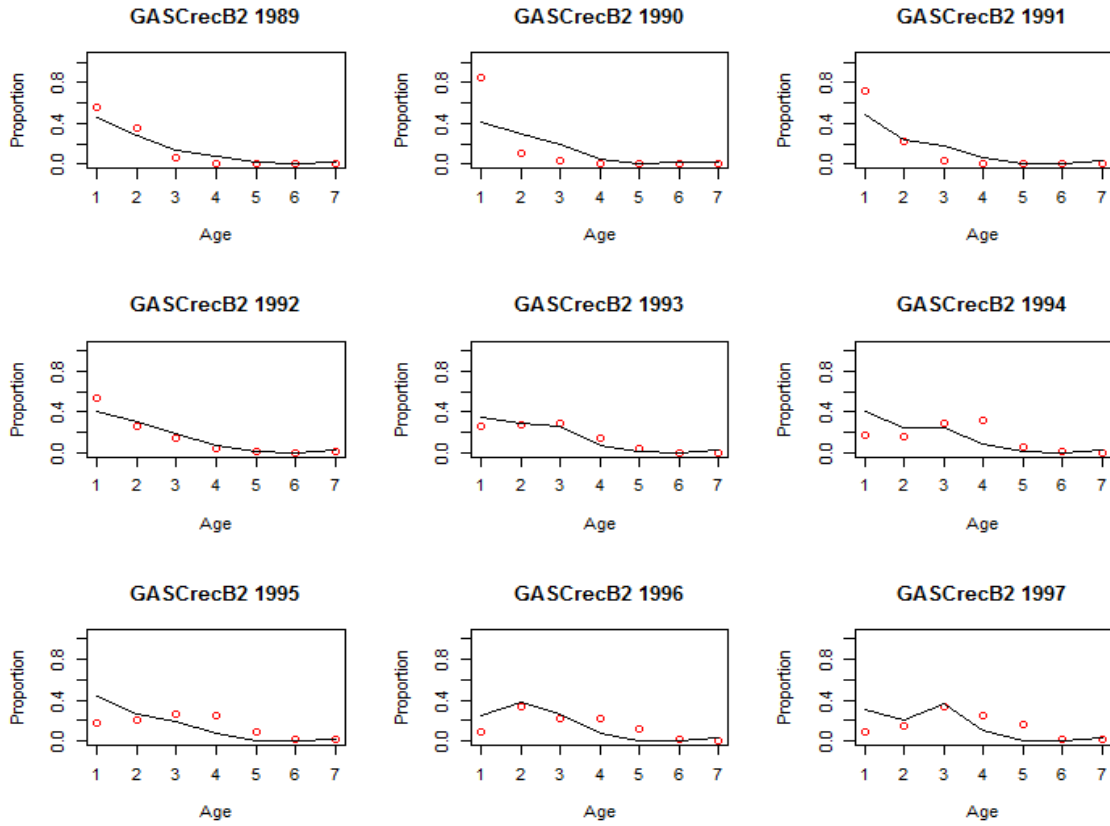 GASCrecB2 1989
GASCrecB2 1990
GASCrecB2 1991
Proportion
0.0 0.4 0.8
1 2 3 4 5 6 7
Age
Proportion
0.0 0.4 0.8
1 2 3 4 5 6 7
Age
Proportion
0.0 0.4 0.8
1 2 3 4 5 6 7
Age
GASCrecB2 1992
GASCrecB2 1993
GASCrecB2 1994
Proportion
0.0 0.4 0.8
1 2 3 4 5 6 7
Age
Proportion
0.0 0.4 0.8
1 2 3 4 5 6 7
Age
Proportion
0.0 0.4 0.8
1 2 3 4 5 6 7
Age
GASCrecB2 1995
GASCrecB2 1996
GASCrecB2 1997
Proportion
0.0 0.4 0.8
1 2 3 4 5 6 7
Age
Proportion
0.0 0.4 0.8
1 2 3 4 5 6 7
Age
Proportion
0.0 0.4 0.8
1 2 3 4 5 6 7
Age